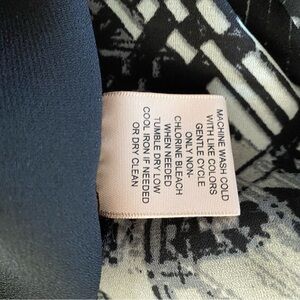 MACHINE WASH COLD
WITH LIKE COLORS
GENTLE CYCLE
ONLY NON-
CHLORINE BLEACH
WHEN NEEDED
TUMBLE DRY LOW
COOL IRON IF NEEDED
OR DRY CLEAN